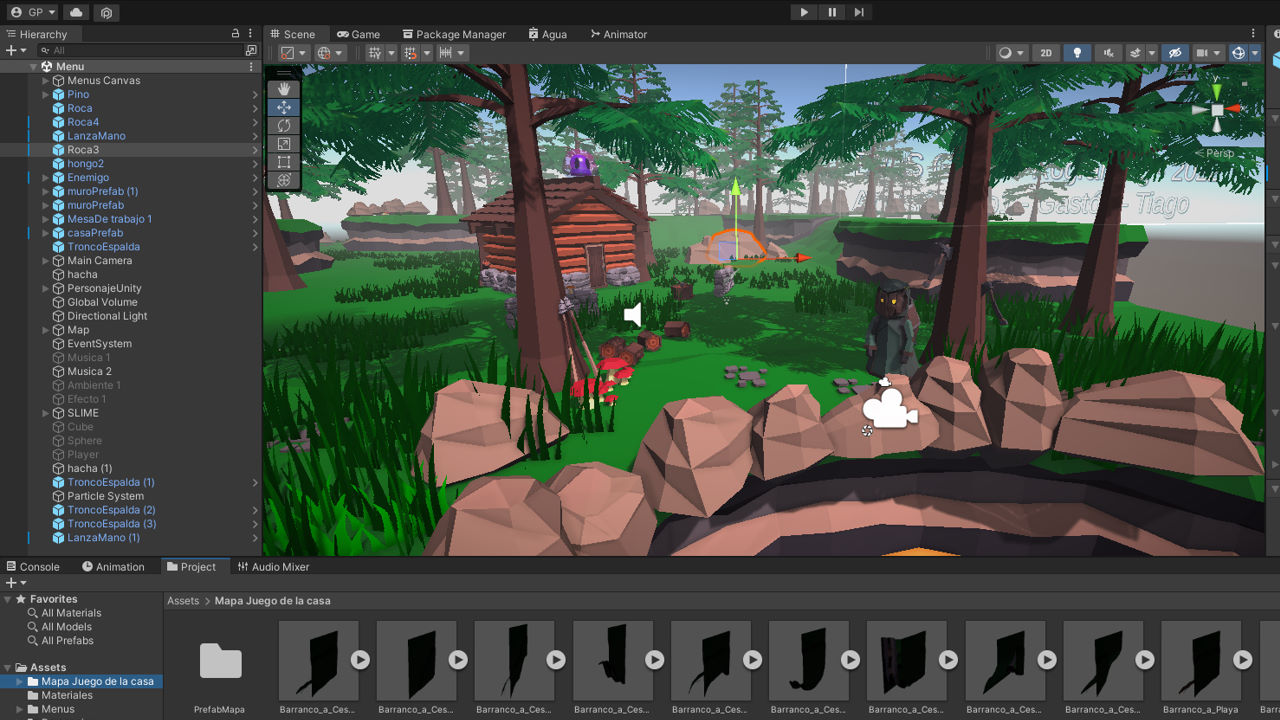 GP
Hierarchy
All
Menu
Menus Canvas
Pino
Roca
Roca4
LanzaMano
Roca3
hongo2
Enemigo
muroPrefab (1)
muroPrefab
MesaDe trabajo 1
casaPrefab
TroncoEspalda
Main Camera
hacha
PersonajeUnity
Global Volume
Directional Light
Map
EventSystem
Musica 1
Musica 2
Ambiente 1
Efecto 1
SLIME
Cube
Sphere
Player
hacha (1)
TroncoEspalda (1)
Particle System
TroncoEspalda (2)
TroncoEspalda (3)
LanzaMano (1)
Scene
Game
Package Manager
Agua
Animator
2D
y
Persp
Gastón - Tiago
Console
Animation
Project
Audio Mixer
Favorites
All Materials
All Models
All Prefabs
Assets
Mapa Juego de la casa
Materiales
Menus
Assets > Mapa Juego de la casa
PrefabMapa
Barranco_a_Ces...
Barranco_a_Ces...
Barranco_a_Ces...
Barranco_a_Ces...
Barranco_a_Ces...
Barranco_a_Ces...
Barranco_a_Ces...
Barranco_a_Ces...
Barranco_a_Ces...
Barranco_a_Playa